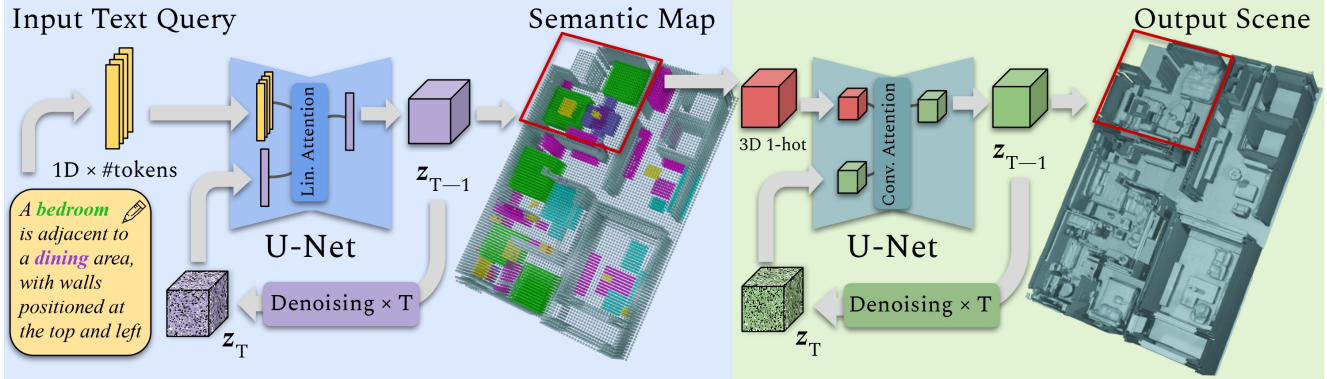 Input Text Query
Semantic Map
Output Scene
1D × #tokens
Lin. Attention
z_T—1
3D 1-hot
Conv. Attention
z_T—1
A bedroom
is adjacent to
a dining area,
with walls
positioned at
the top and left
U-Net
U-Net
z_T
Denoising × T
z_T
Denoising × T